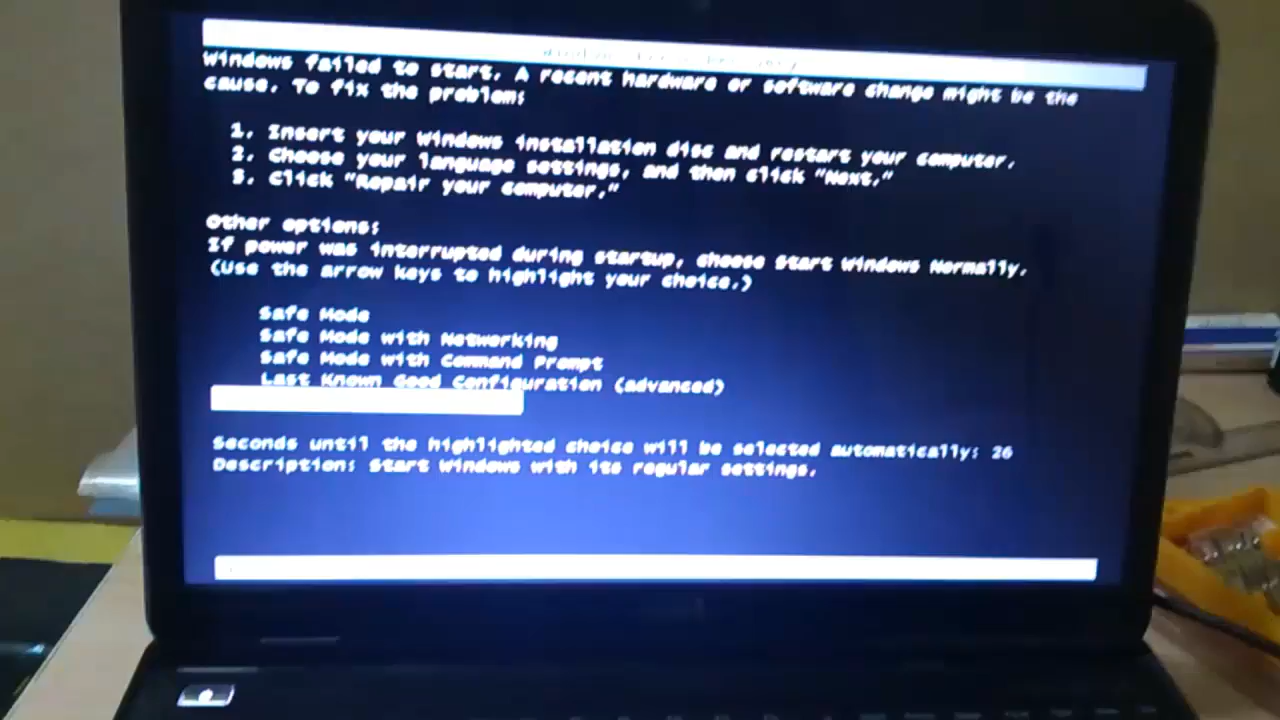 Windows failed to start. A recent hardware or software change might be the
cause. To fix the problem:
1. Insert your Windows installation disc and restart your computer.
2. Choose your language settings, and then click "Next."
3. Click "Repair your computer."
Other options:
If power was interrupted during startup, choose Start Windows Normally.
(Use the arrow keys to highlight your choice.)
Safe Mode
Safe Mode with Networking
Safe Mode with Command Prompt
Last Known Good Configuration (advanced)
Seconds until the highlighted choice will be selected automatically: 26
Description: Start Windows with its regular settings.